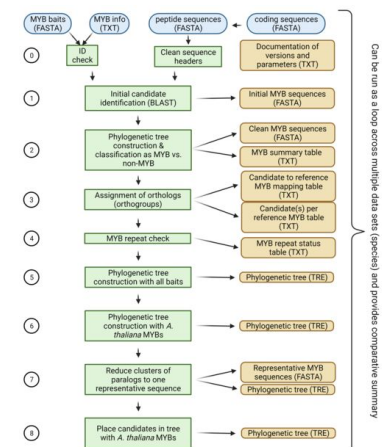 MYB baits
(FASTA)
MYB info
(TXT)
peptide sequences
(FASTA)
coding sequences
(FASTA)
0
ID
check
Clean sequence
headers
Documentation of
versions and
parameters (TXT)
1
Initial candidate
identification (BLAST)
Initial MYB sequences
(FASTA)
2
Phylogenetic tree
construction &
classification as MYB vs.
non-MYB
Clean MYB sequences
(FASTA)
MYB summary table
(TXT)
3
Assignment of orthologs
(orthogroups)
Candidate to reference
MYB mapping table
(TXT)
Candidate(s) per
reference MYB table
(TXT)
4
MYB repeat check
MYB repeat status
table (TXT)
5
Phylogenetic tree
construction with all baits
Phylogenetic tree (TRE)
6
Phylogenetic tree
construction with A.
thaliana MYBs
Phylogenetic tree (TRE)
7
Reduce clusters of
paralogs to one
representative sequence
Representative MYB
sequences (FASTA)
Phylogenetic tree (TRE)
8
Place candidates in tree
with A. thaliana MYBs
Phylogenetic tree (TRE)
Can be run as a loop across multiple data sets (species) and provides comparative summary